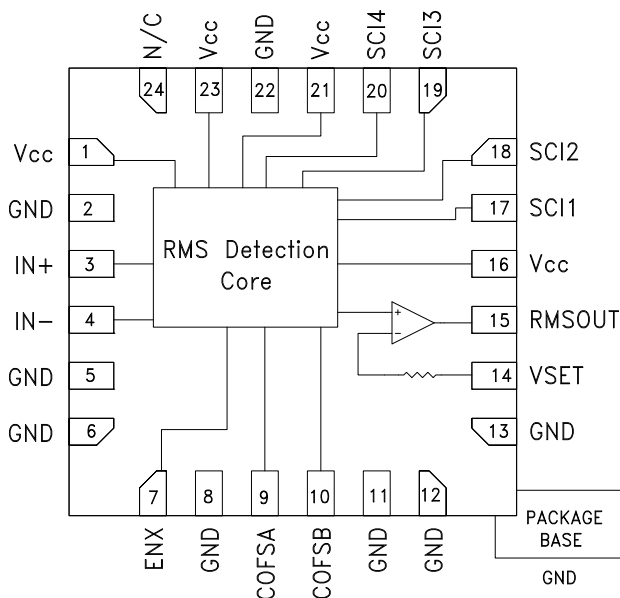 N/C
Vcc
GND
Vcc
SCI4
SCI3
24
23
22
21
20
19
Vcc
1
18
SCI2
GND
2
17
SCI1
IN+
3
RMS Detection
Core
16
Vcc
IN-
4
+
-
15
RMSOUT
GND
5
14
VSET
GND
6
13
GND
7
8
9
10
11
12
ENX
GND
COFSA
COFSB
GND
GND
PACKAGE
BASE
GND